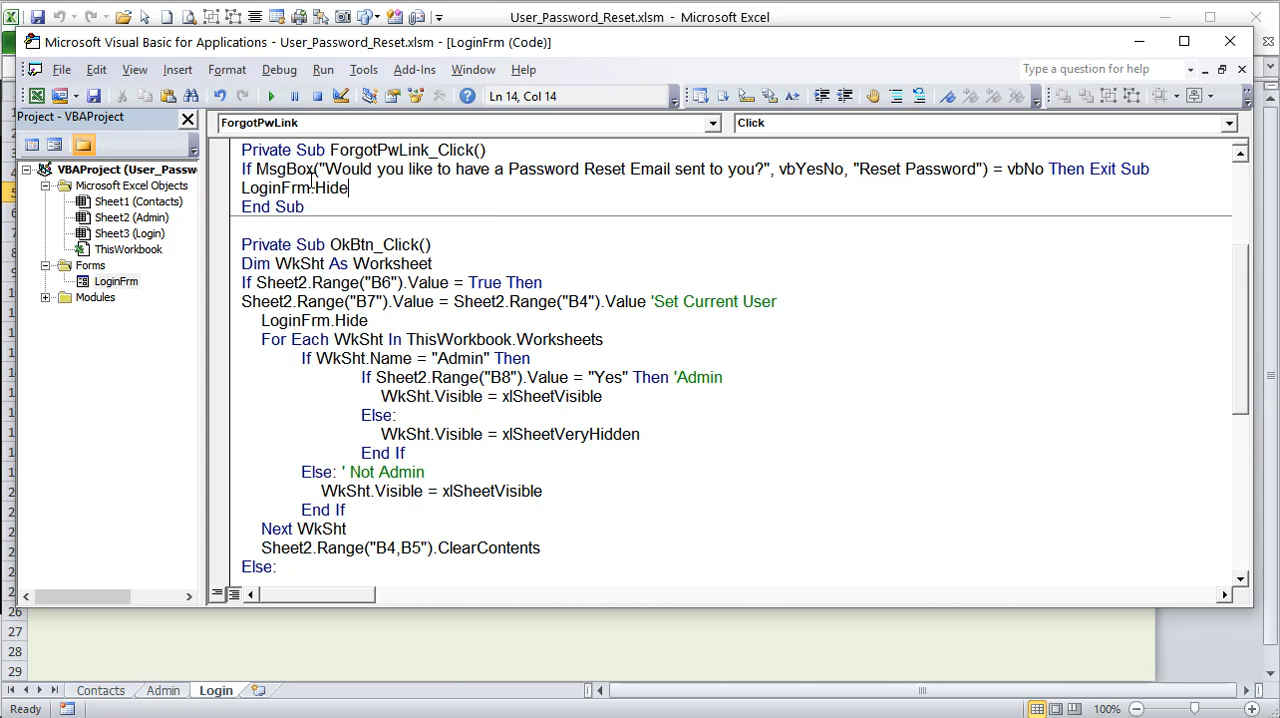 User_Password_Reset.xlsm - Microsoft Excel
Microsoft Visual Basic for Applications - User_Password_Reset.xlsm - [LoginFrm (Code)]
File Edit View Insert Format Debug Run Tools Add-Ins Window Help
Type a question for help
Ln 14, Col 14
Project - VBAProject
ForgotPwLink
Click
VBAProject (User_Passw
Microsoft Excel Objects
Sheet1 (Contacts)
Sheet2 (Admin)
Sheet3 (Login)
ThisWorkbook
Forms
LoginFrm
Modules
Private Sub ForgotPwLink_Click()
If MsgBox("Would you like to have a Password Reset Email sent to you?", vbYesNo, "Reset Password") = vbNo Then Exit Sub
LoginFrm.Hide
End Sub
Private Sub OkBtn_Click()
Dim WkSht As Worksheet
If Sheet2.Range("B6").Value = True Then
Sheet2.Range("B7").Value = Sheet2.Range("B4").Value 'Set Current User
LoginFrm.Hide
For Each WkSht In ThisWorkbook.Worksheets
If WkSht.Name = "Admin" Then
If Sheet2.Range("B8").Value = "Yes" Then 'Admin
WkSht.Visible = xlSheetVisible
Else:
WkSht.Visible = xlSheetVeryHidden
End If
Else: ' Not Admin
WkSht.Visible = xlSheetVisible
End If
Next WkSht
Sheet2.Range("B4,B5").ClearContents
Else:
26
27
28
29
Contacts Admin Login
Ready
100%